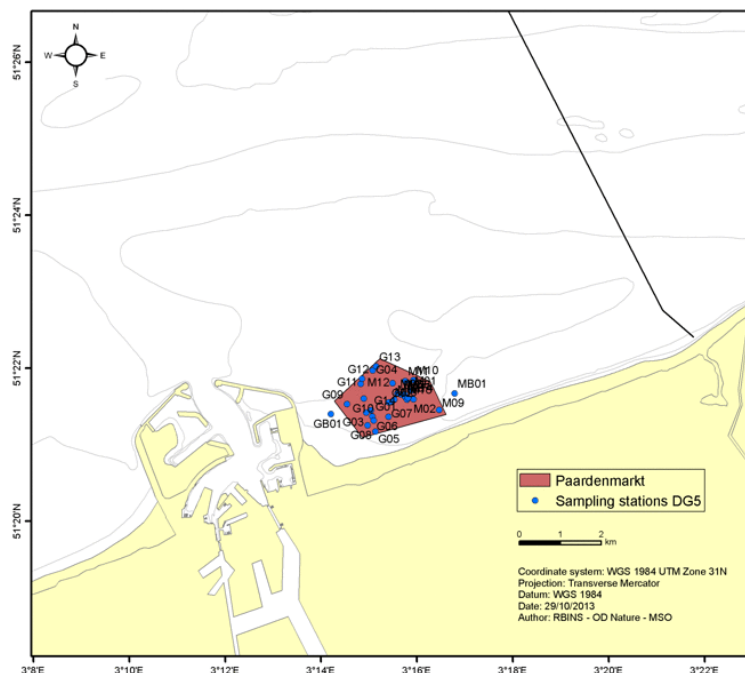 N
W E
S
51°26'N
51°24'N
51°22'N
51°20'N
G13
G12 G04
M10
G11 M12
MB01
G09
G10 G07 M02 M09
GB01 G03 G06
G08 G05
Paardenmarkt
Sampling stations DG5
0 1 2
km
Coordinate system: WGS 1984 UTM Zone 31N
Projection: Transverse Mercator
Datum: WGS 1984
Date: 29/10/2013
Author: RBINS - OD Nature - MSO
3°8'E 3°10'E 3°12'E 3°14'E 3°16'E 3°18'E 3°20'E 3°22'E